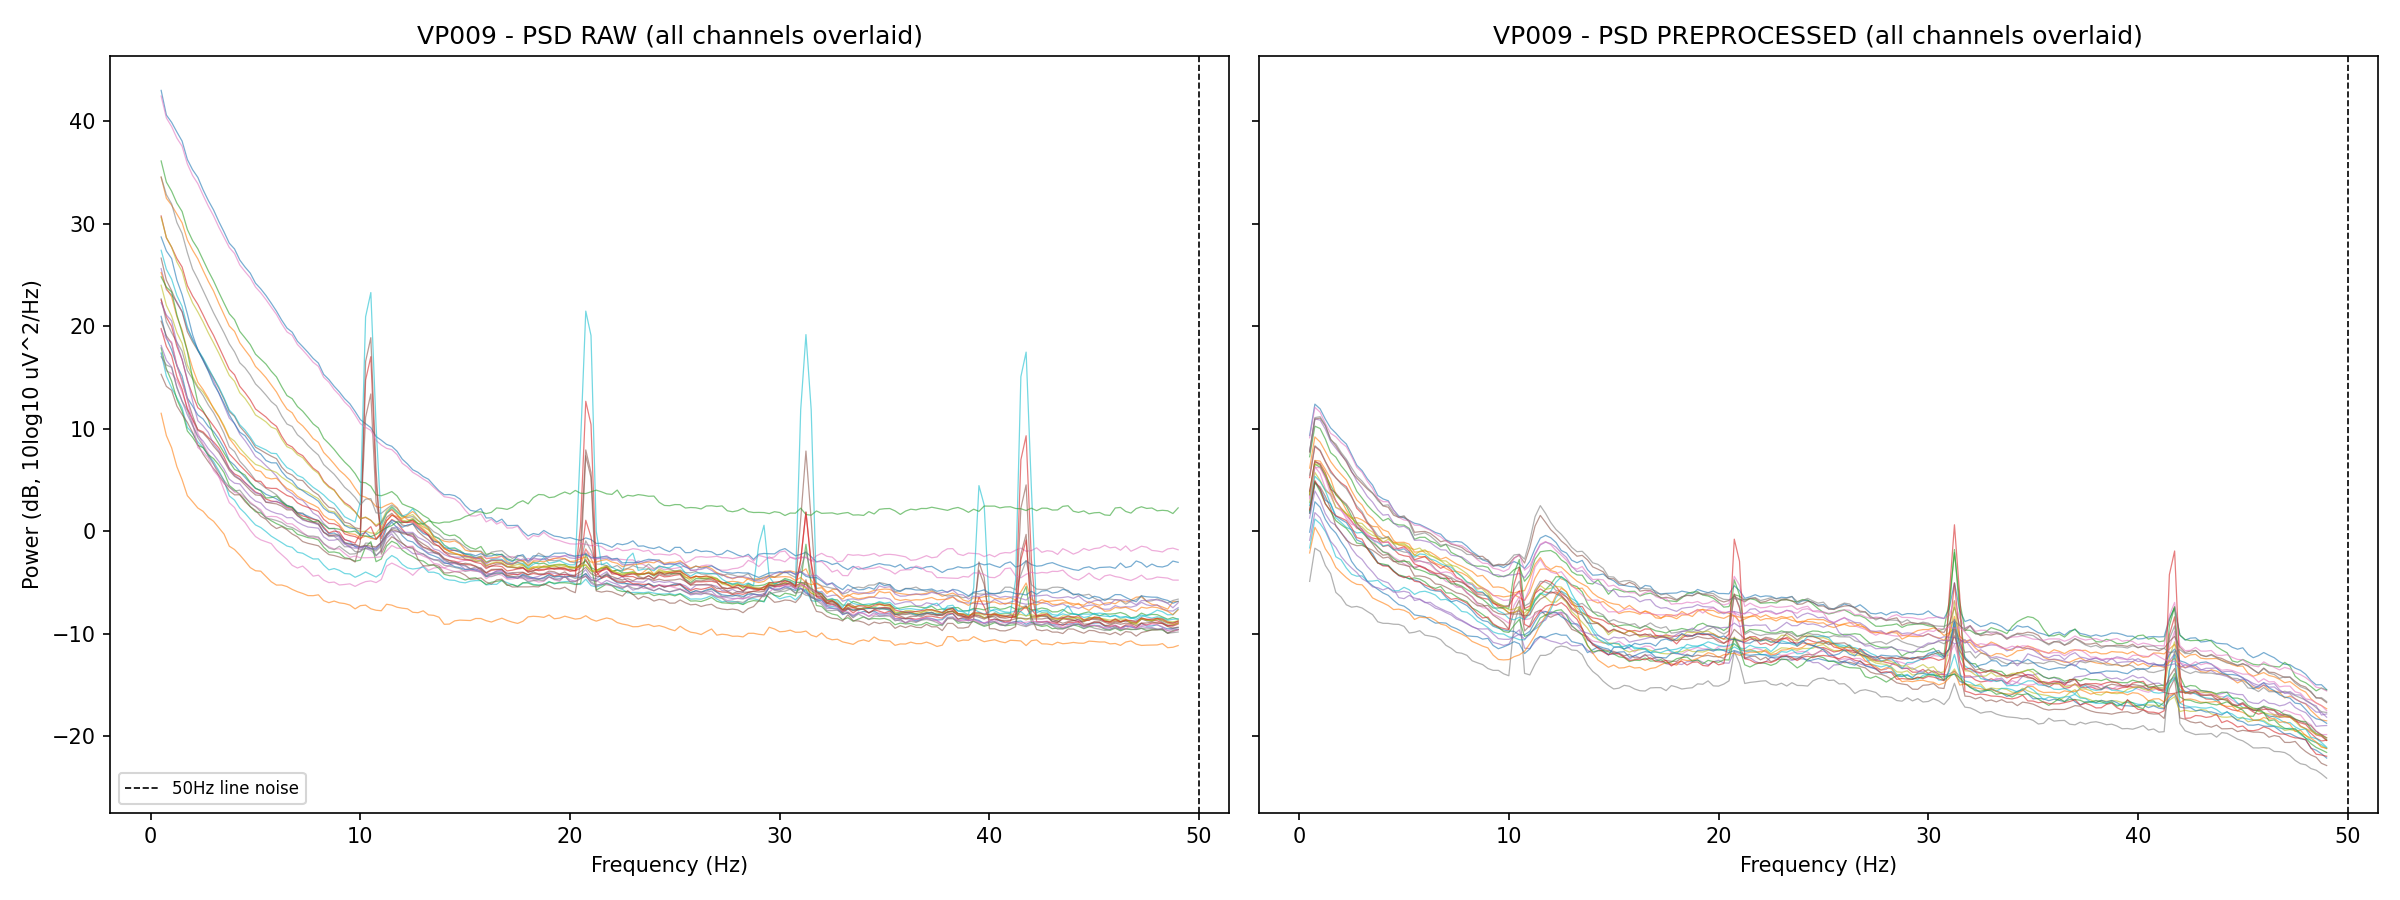 VP009 - PSD RAW (all channels overlaid)
VP009 - PSD PREPROCESSED (all channels overlaid)
Power (dB, 10log10 uV^2/Hz)
40
30
20
10
0
−10
−20
50Hz line noise
0 10 20 30 40 50
0 10 20 30 40 50
Frequency (Hz)
Frequency (Hz)